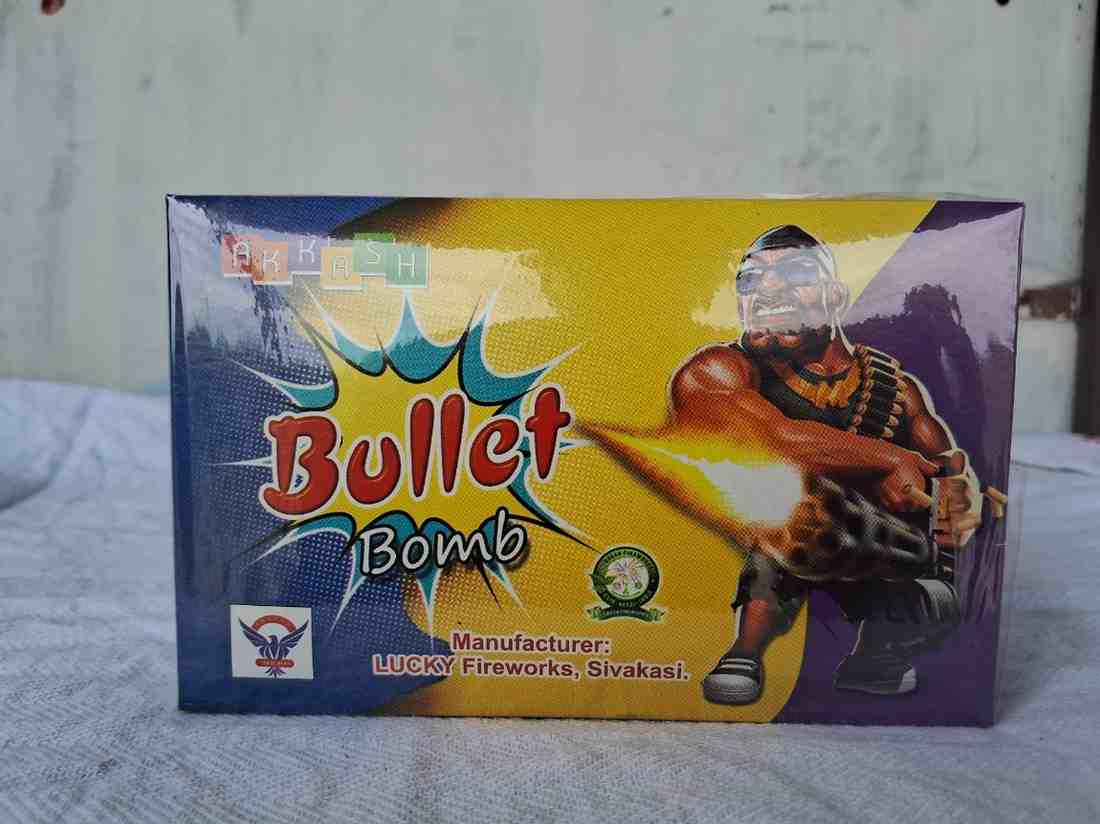 AKKASH
Bullet
Bomb
Manufacturer:
LUCKY Fireworks, Sivakasi.